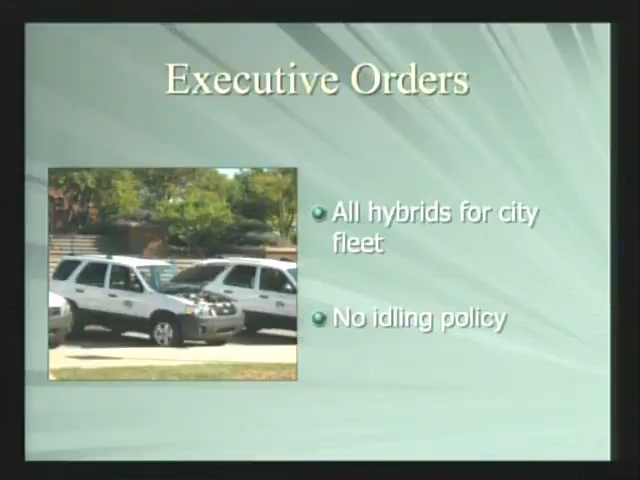 Executive Orders
All hybrids for city
fleet
No idling policy